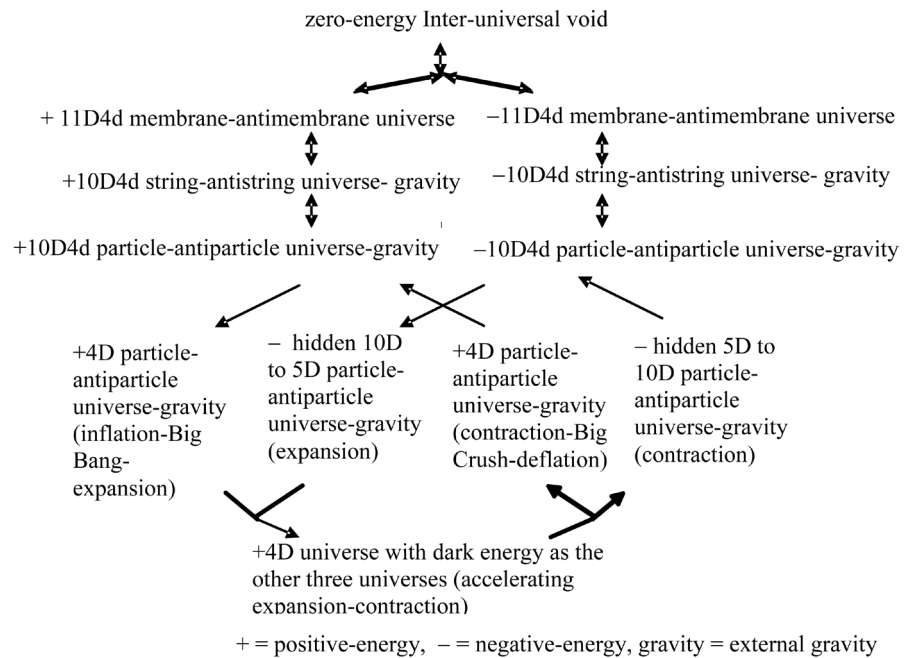 zero-energy Inter-universal void
+ 11D4d membrane-antimembrane universe
−11D4d membrane-antimembrane universe
+10D4d string-antistring universe- gravity
−10D4d string-antistring universe- gravity
+10D4d particle-antiparticle universe-gravity
−10D4d particle-antiparticle universe-gravity
+4D particle-
antiparticle
universe-gravity
(inflation-Big
Bang-
expansion)
− hidden 10D
to 5D particle-
antiparticle
universe-gravity
(expansion)
+4D particle-
antiparticle
universe-gravity
(contraction-Big
Crush-deflation)
− hidden 5D to
10D particle-
antiparticle
universe-gravity
(contraction)
+4D universe with dark energy as the
other three universes (accelerating
expansion-contraction)
+ = positive-energy, − = negative-energy, gravity = external gravity